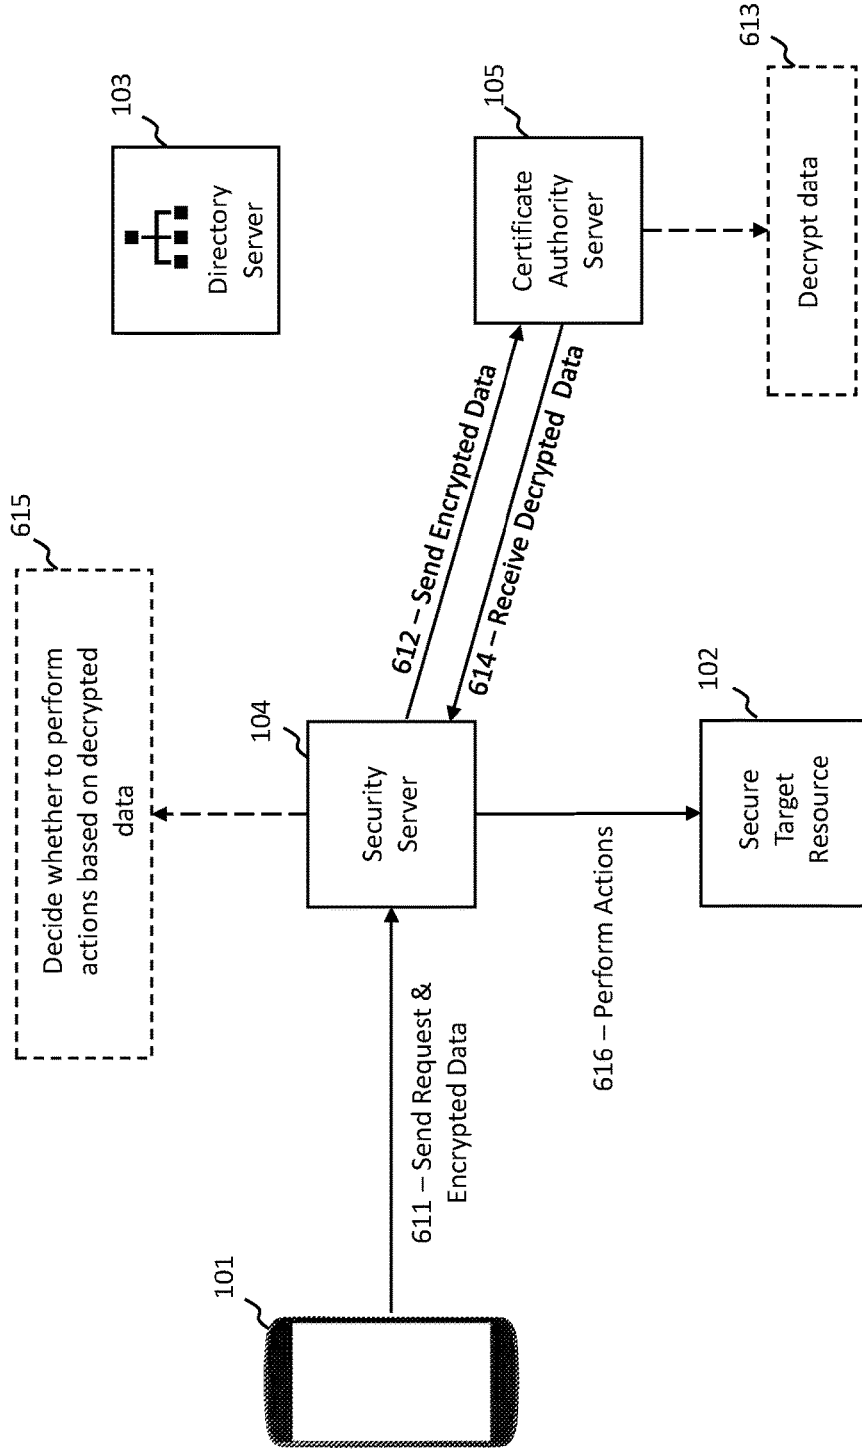 615
Decide whether to perform
actions based on decrypted
data
103
Directory
Server
101
104
Security
Server
611 – Send Request &
Encrypted Data
612 – Send Encrypted Data
614 – Receive Decrypted Data
105
Certificate
Authority
Server
616 – Perform Actions
102
Secure
Target
Resource
613
Decrypt data